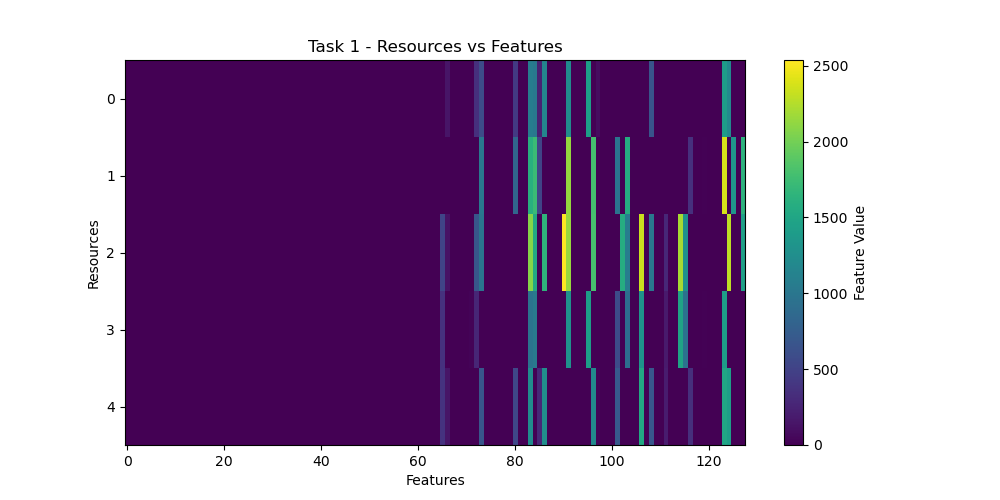 Task 1 - Resources vs Features
Resources
0
1
2
3
4
0 20 40 60 80 100 120
Features
2500
2000
1500
1000
500
0
Feature Value